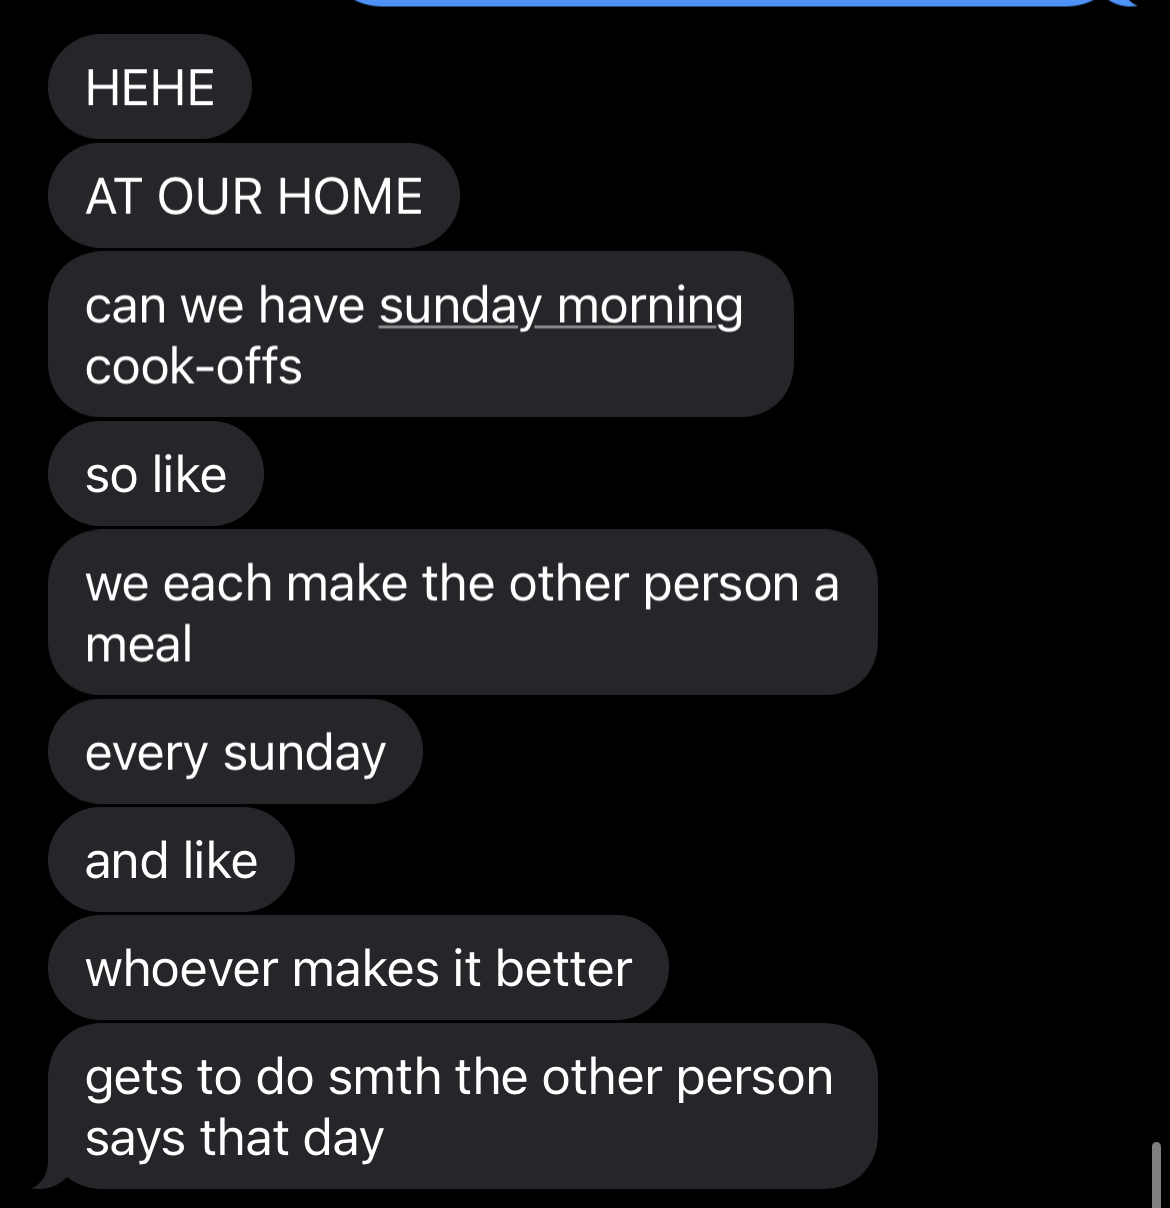 HEHE
AT OUR HOME
can we have sunday morning
cook-offs
so like
we each make the other person a
meal
every sunday
and like
whoever makes it better
gets to do smth the other person
says that day